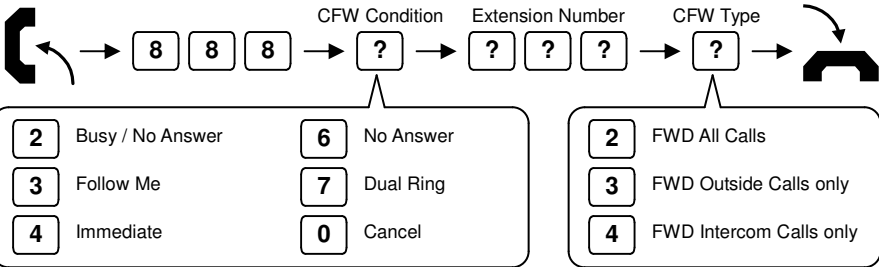 CFW Condition Extension Number CFW Type
8 8 8 ? ? ? ? ?
2 Busy / No Answer 6 No Answer 2 FWD All Calls
3 Follow Me 7 Dual Ring 3 FWD Outside Calls only
4 Immediate 0 Cancel 4 FWD Intercom Calls only